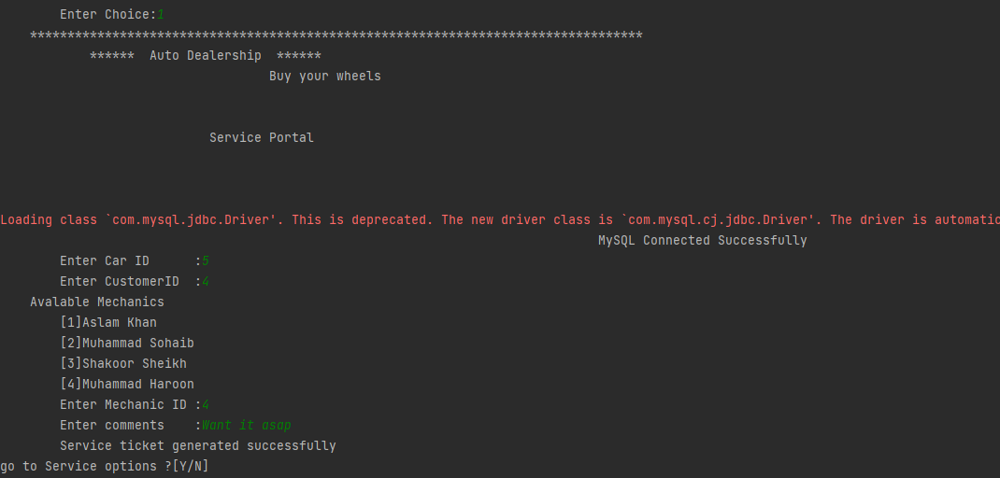 Enter Choice:1
**********************************************************************************
****** Auto Dealership ******
Buy your wheels
Service Portal
Loading class `com.mysql.jdbc.Driver'. This is deprecated. The new driver class is `com.mysql.cj.jdbc.Driver'. The driver is automatic
MySQL Connected Successfully
Enter Car ID :5
Enter CustomerID :4
Avalable Mechanics
[1]Aslam Khan
[2]Muhammad Sohaib
[3]Shakoor Sheikh
[4]Muhammad Haroon
Enter Mechanic ID :4
Enter comments :Want it asap
Service ticket generated successfully
go to Service options ?[Y/N]